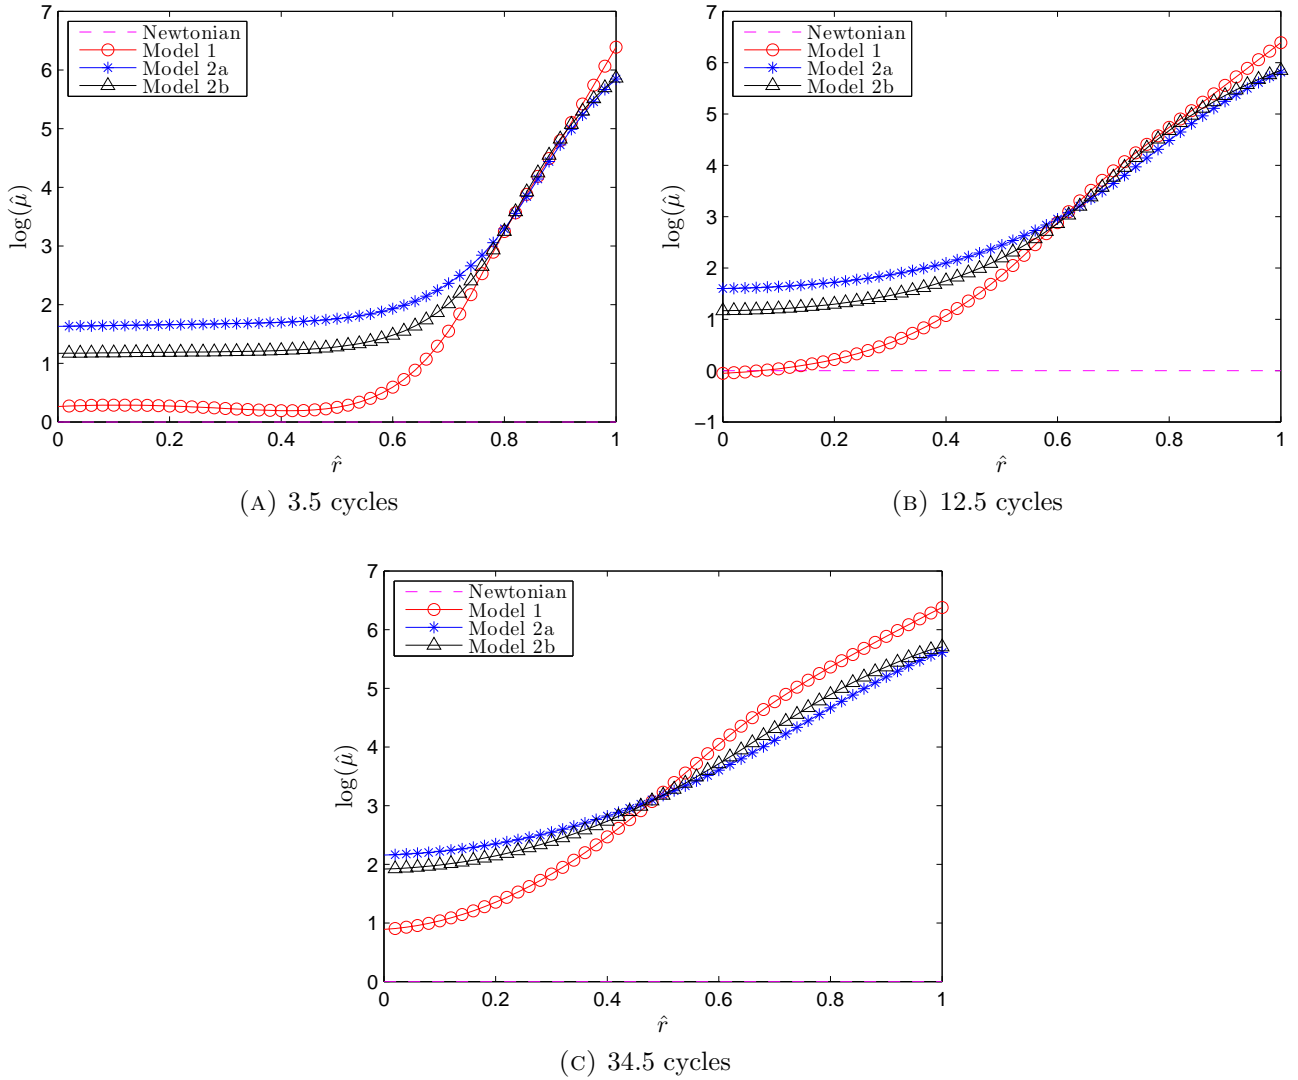 7
6
5
4
3
2
1
0
log(μ̂)
Newtonian
Model 1
Model 2a
Model 2b
0 0.2 0.4 0.6 0.8 1
r̂
(A) 3.5 cycles
7
6
5
4
3
2
1
0
−1
log(μ̂)
Newtonian
Model 1
Model 2a
Model 2b
0 0.2 0.4 0.6 0.8 1
r̂
(B) 12.5 cycles
7
6
5
4
3
2
1
0
log(μ̂)
Newtonian
Model 1
Model 2a
Model 2b
0 0.2 0.4 0.6 0.8 1
r̂
(C) 34.5 cycles